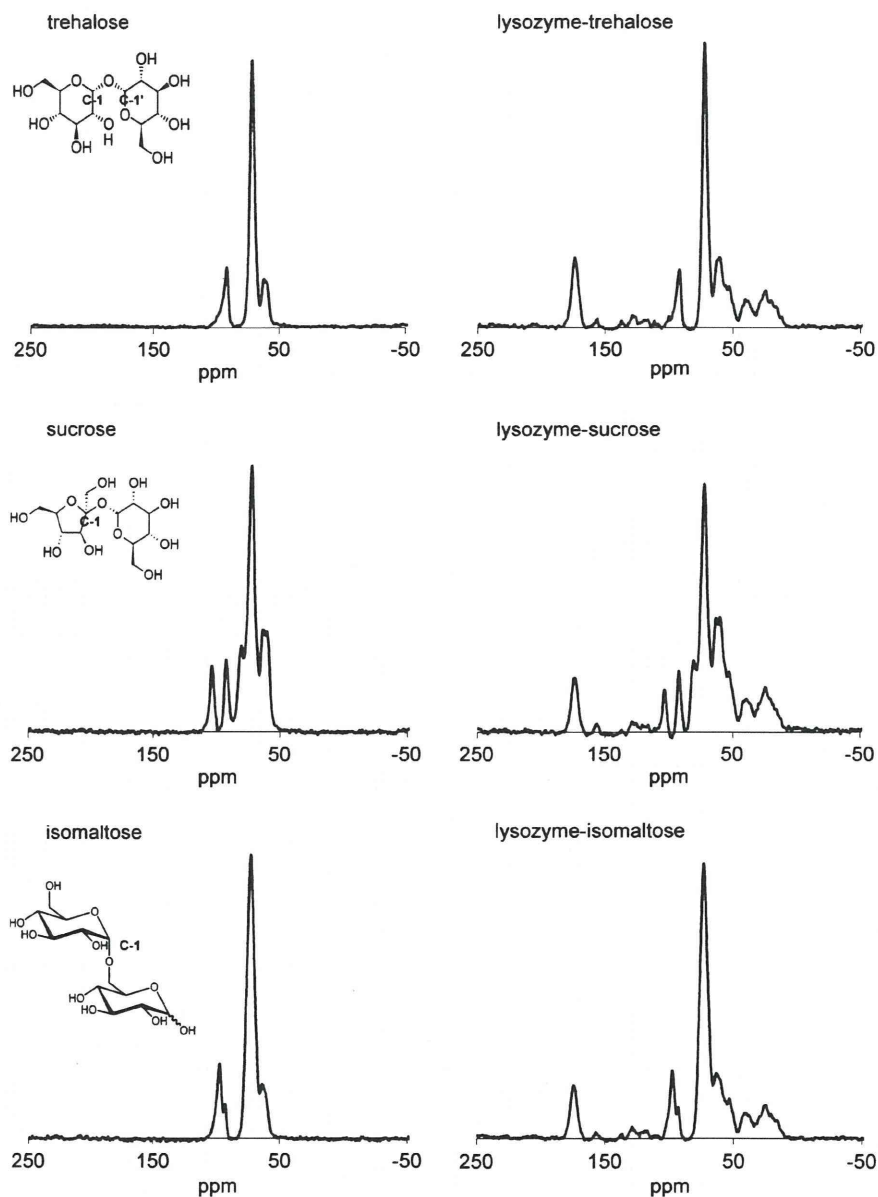 trehalose
OH
O O OH
HO C-1 C-1'
O
HO O OH
H
OH
OH
250 150 50 -50
ppm
lysozyme-trehalose
250 150 50 -50
ppm
sucrose
OH OH
O O OH
HO C-1
O
OH
HO OH
OH
250 150 50 -50
ppm
lysozyme-sucrose
250 150 50 -50
ppm
isomaltose
OH
O
HO
HO
OH C-1
O
O
HO
HO
OH
OH
250 150 50 -50
ppm
lysozyme-isomaltose
250 150 50 -50
ppm